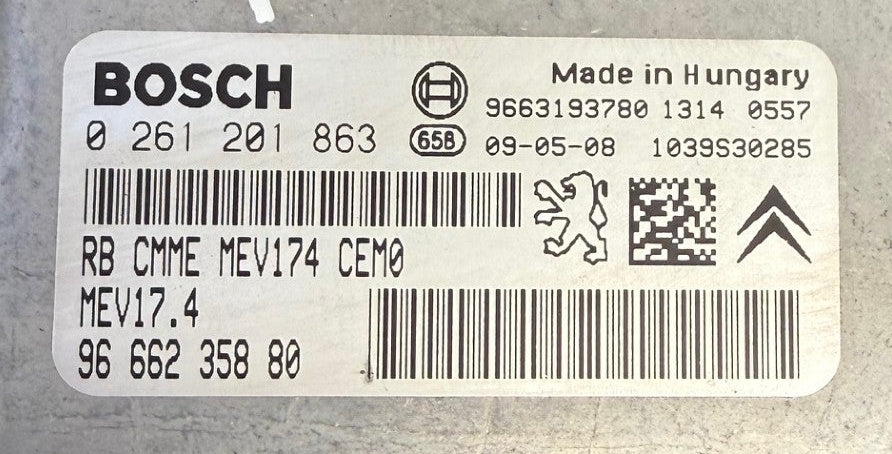 BOSCH
Made in Hungary
9663193780 1314 0557
0 261 201 863
65B
09-05-08 1039S30285
RB CMME MEV174 CEM0
MEV17.4
96 662 358 80